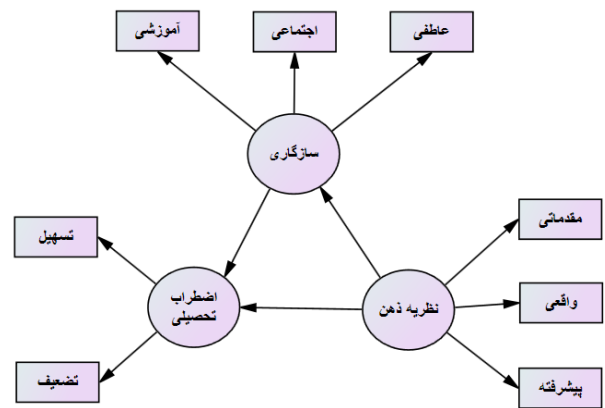 عاطفی
اجتماعی
آموزشی
سازگاری
مقدماتی
تسهیل
نظریه ذهن
واقعی
اضطراب
تحصیلی
پیشرفته
تضعیف